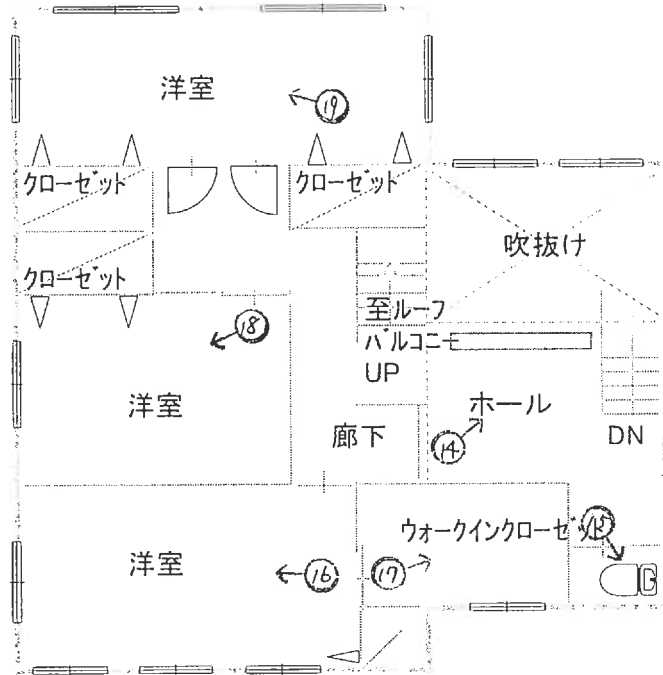 洋室
⑲
クローゼット
クローゼット
吹抜け
クローゼット
至ルーフ
バルコニー
⑱
UP
洋室
ホール
廊下
⑭
DN
ウォークインクローゼッ
⑮
洋室
⑯
⑰